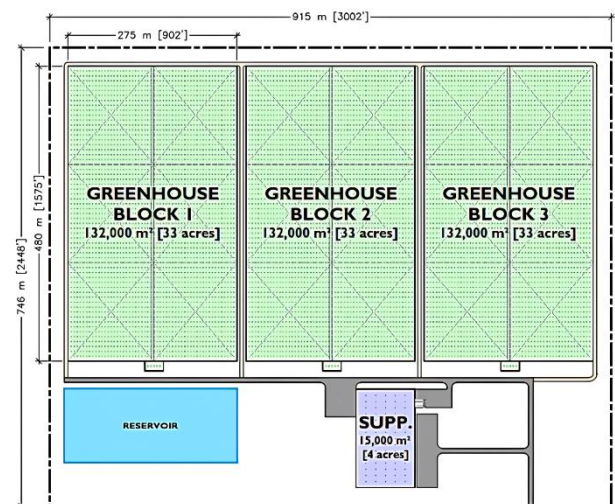 915 m [3002']
275 m [902']
746 m [2448']
480 m [1575']
GREENHOUSE
BLOCK 1
132,000 m² [33 acres]
GREENHOUSE
BLOCK 2
132,000 m² [33 acres]
GREENHOUSE
BLOCK 3
132,000 m² [33 acres]
RESERVOIR
SUPP.
15,000 m²
[4 acres]